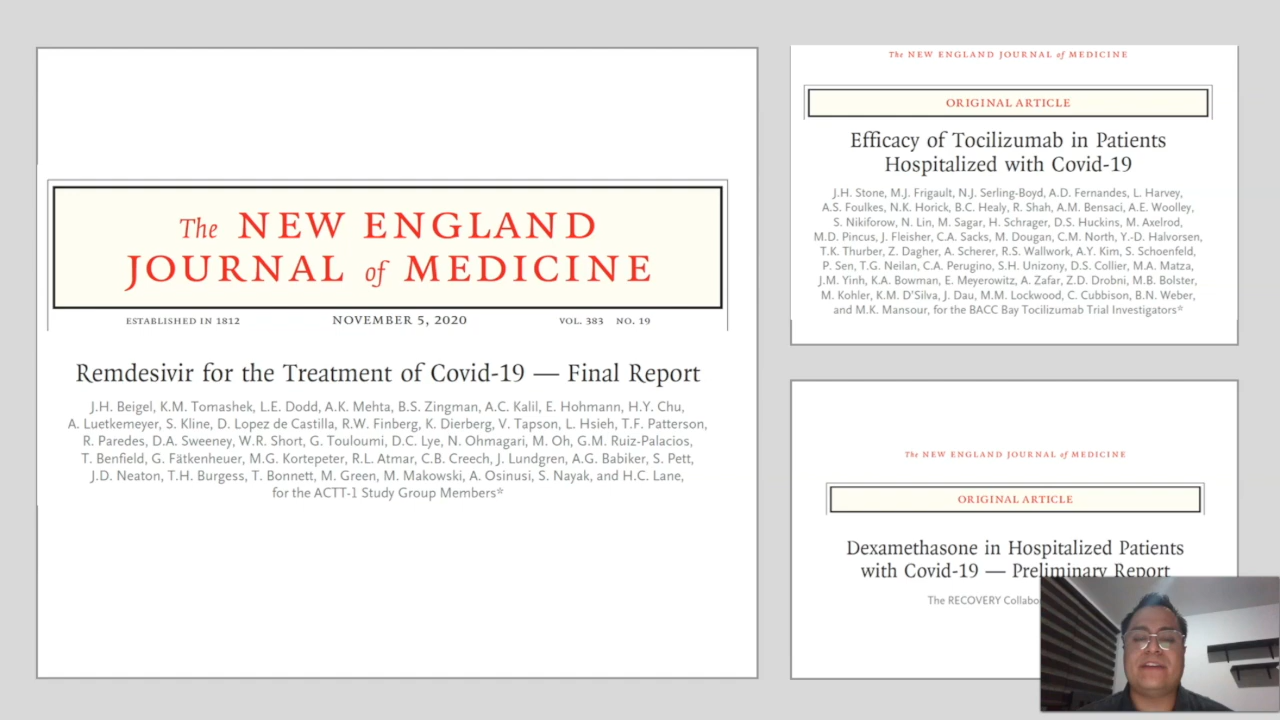 The NEW ENGLAND
JOURNAL of MEDICINE
ESTABLISHED IN 1812 NOVEMBER 5, 2020 VOL. 383 NO. 19
Remdesivir for the Treatment of Covid-19 — Final Report
J.H. Beigel, K.M. Tomashek, L.E. Dodd, A.K. Mehta, B.S. Zingman, A.C. Kalil, E. Hohmann, H.Y. Chu,
A. Luetkemeyer, S. Kline, D. Lopez de Castilla, R.W. Finberg, K. Dierberg, V. Tapson, L. Hsieh, T.F. Patterson,
R. Paredes, D.A. Sweeney, W.R. Short, G. Touloumi, D.C. Lye, N. Ohmagari, M. Oh, G.M. Ruiz-Palacios,
T. Benfield, G. Fätkenheuer, M.G. Kortepeter, R.L. Atmar, C.B. Creech, J. Lundgren, A.G. Babiker, S. Pett,
J.D. Neaton, T.H. Burgess, T. Bonnett, M. Green, M. Makowski, A. Osinusi, S. Nayak, and H.C. Lane,
for the ACTT-1 Study Group Members*
The NEW ENGLAND JOURNAL of MEDICINE
ORIGINAL ARTICLE
Efficacy of Tocilizumab in Patients
Hospitalized with Covid-19
J.H. Stone, M.J. Frigault, N.J. Serling-Boyd, A.D. Fernandes, L. Harvey,
A.S. Foulkes, N.K. Horick, B.C. Healy, R. Shah, A.M. Bensaci, A.E. Woolley,
S. Nikiforow, N. Lin, M. Sagar, H. Schrager, D.S. Huckins, M. Axelrod,
M.D. Pincus, J. Fleisher, C.A. Sacks, M. Dougan, C.M. North, Y.-D. Halvorsen,
T.K. Thurber, Z. Dagher, A. Scherer, R.S. Wallwork, A.Y. Kim, S. Schoenfeld,
P. Sen, T.G. Neilan, C.A. Perugino, S.H. Unizony, D.S. Collier, M.A. Matza,
J.M. Yinh, K.A. Bowman, E. Meyerowitz, A. Zafar, Z.D. Drobni, M.B. Bolster,
M. Kohler, K.M. D'Silva, J. Dau, M.M. Lockwood, C. Cubbison, B.N. Weber,
and M.K. Mansour, for the BACC Bay Tocilizumab Trial Investigators*
The NEW ENGLAND JOURNAL of MEDICINE
ORIGINAL ARTICLE
Dexamethasone in Hospitalized Patients
with Covid-19 — Preliminary Report
The RECOVERY Collabo